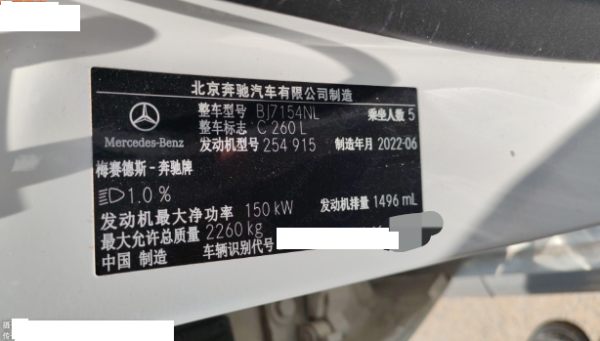 北京奔驰汽车有限公司制造
整车型号 BJ7154NL 乘坐人数 5
整车标志 C 260 L
Mercedes-Benz 发动机型号 254 915 制造年月 2022-06
梅赛德斯-奔驰牌
1.0 %
发动机最大净功率 150 kW 发动机排量 1496 mL
最大允许总质量 2260 kg
中国 制造 车辆识别代号